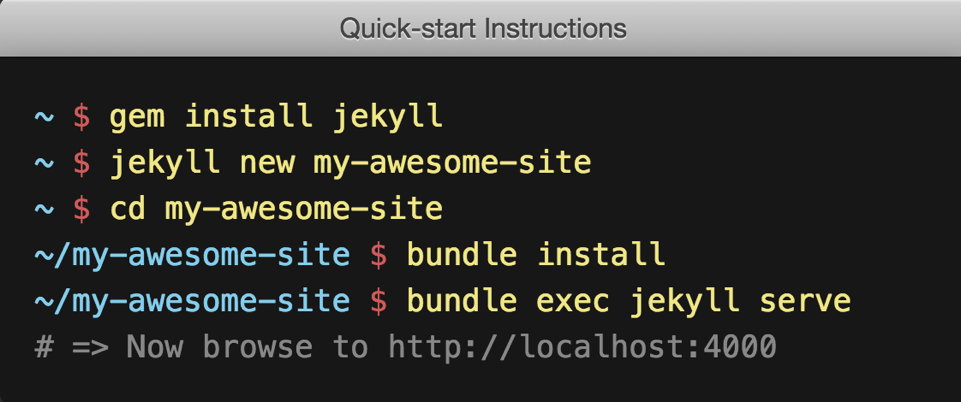 Quick-start Instructions
~ $ gem install jekyll
~ $ jekyll new my-awesome-site
~ $ cd my-awesome-site
~/my-awesome-site $ bundle install
~/my-awesome-site $ bundle exec jekyll serve
# => Now browse to http://localhost:4000